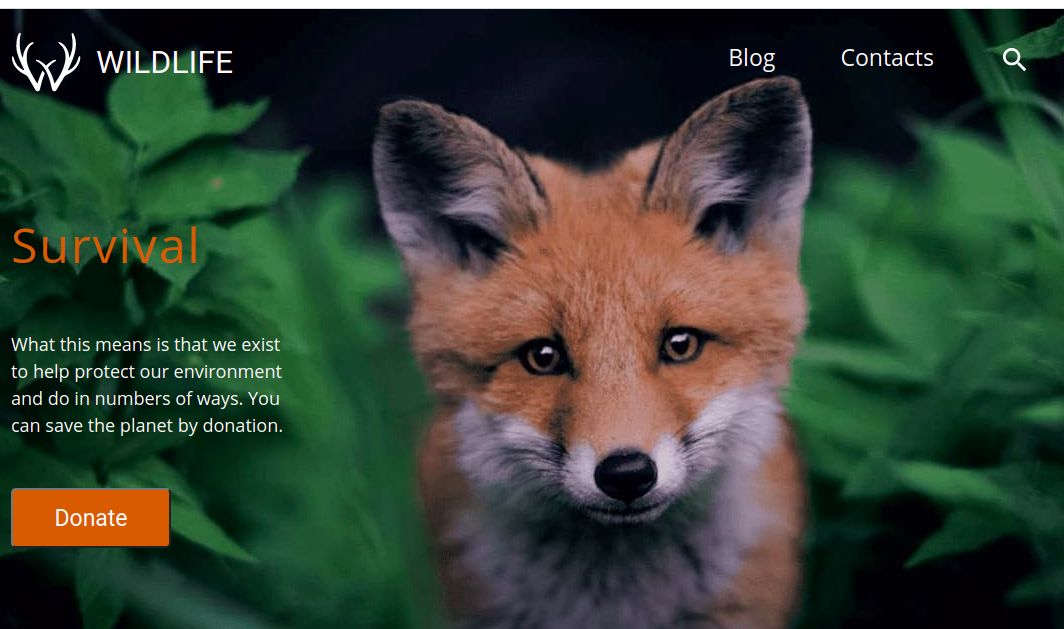 WILDLIFE
Blog
Contacts
Survival
What this means is that we exist
to help protect our environment
and do in numbers of ways. You
can save the planet by donation.
Donate